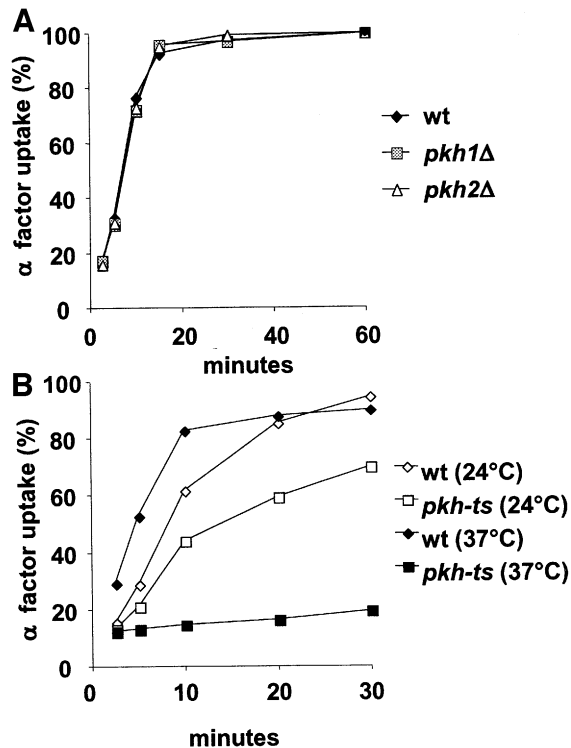 A
α factor uptake (%)
100
80
60
40
20
0
0 20 40 60
minutes
wt
pkh1Δ
pkh2Δ
B
α factor uptake (%)
100
80
60
40
20
0
0 10 20 30
minutes
wt (24°C)
pkh-ts (24°C)
wt (37°C)
pkh-ts (37°C)